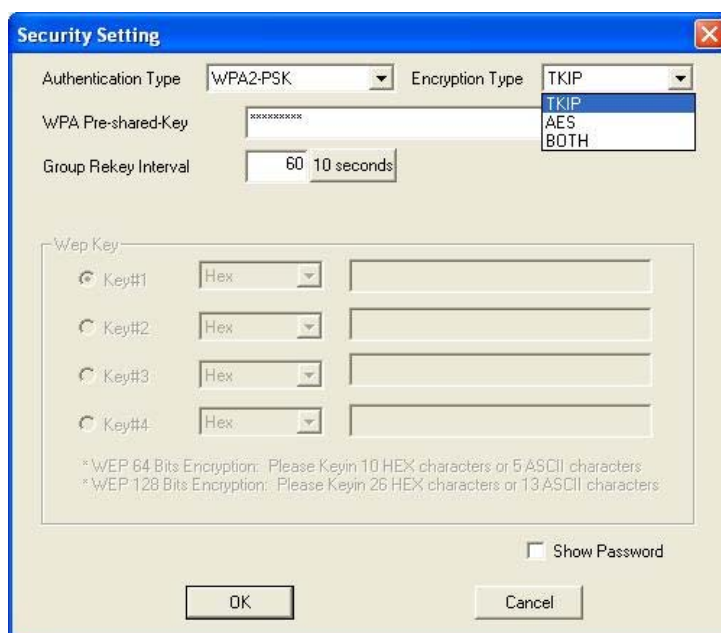 Security Setting
Authentication Type WPA2-PSK Encryption Type TKIP
TKIP
WPA Pre-shared-Key *********
AES
BOTH
Group Rekey Interval 60 10 seconds
Wep Key
Key#1 Hex
Key#2 Hex
Key#3 Hex
Key#4 Hex
* WEP 64 Bits Encryption: Please Keyin 10 HEX characters or 5 ASCII characters
* WEP 128 Bits Encryption: Please Keyin 26 HEX characters or 13 ASCII characters
Show Password
OK Cancel